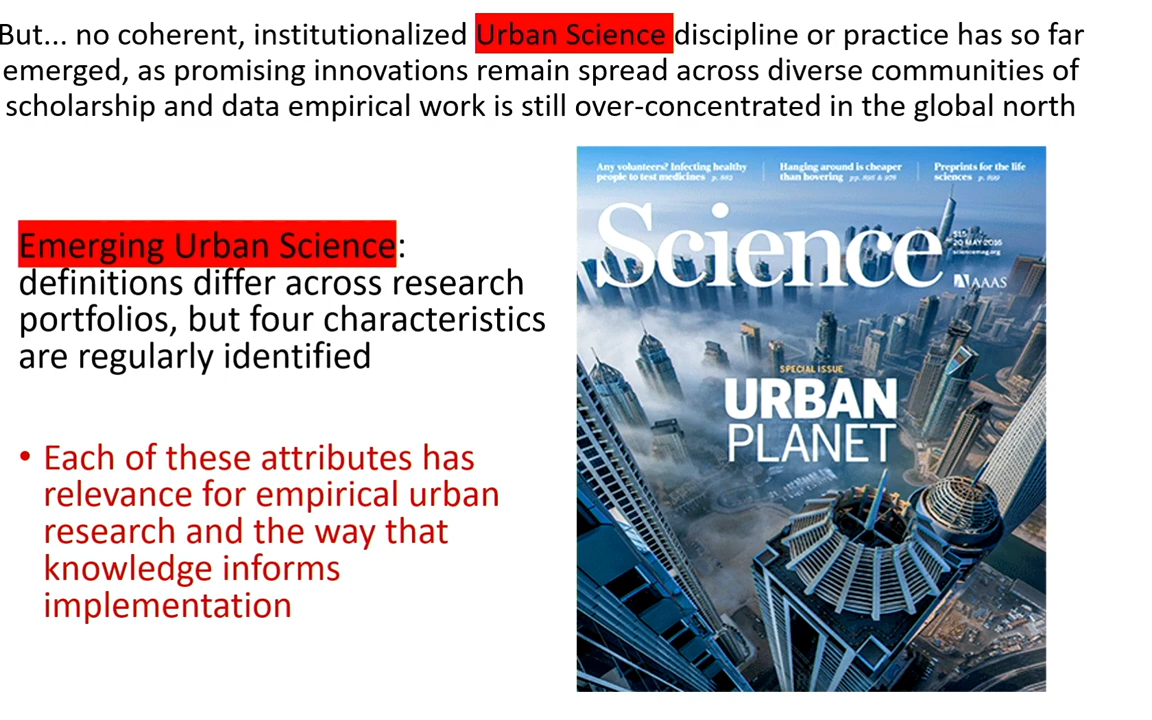 But... no coherent, institutionalized Urban Science discipline or practice has so far
emerged, as promising innovations remain spread across diverse communities of
scholarship and data empirical work is still over-concentrated in the global north
Emerging Urban Science:
definitions differ across research
portfolios, but four characteristics
are regularly identified
• Each of these attributes has
relevance for empirical urban
research and the way that
knowledge informs
implementation
Any volunteers? Infecting healthy
people to test medicines
Hanging around is cheaper
than hovering
Preprints for the life
sciences
Science
$15
20 MAY 2016
sciencemag.org
AAAS
SPECIAL ISSUE
URBAN
PLANET